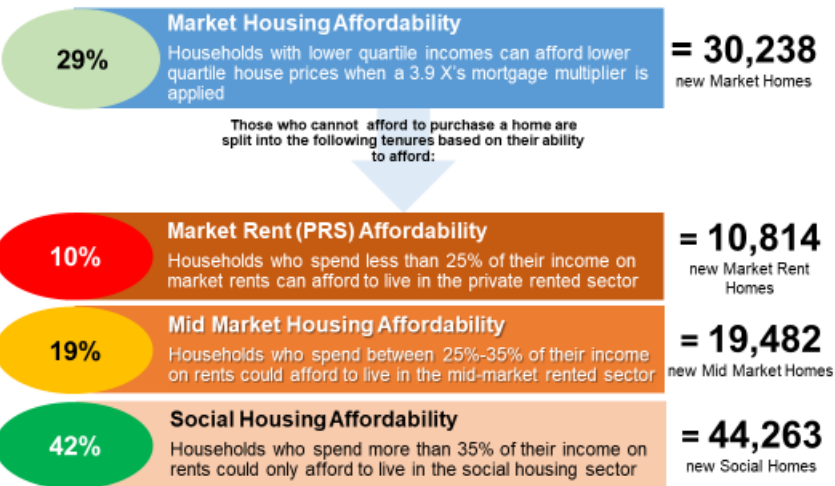 Market Housing Affordability
29%
Households with lower quartile incomes can afford lower
quartile house prices when a 3.9 X's mortgage multiplier is
applied
= 30,238
new Market Homes
Those who cannot afford to purchase a home are
split into the following tenures based on their ability
to afford:
Market Rent (PRS) Affordability
10%
Households who spend less than 25% of their income on
market rents can afford to live in the private rented sector
= 10,814
new Market Rent
Homes
Mid Market Housing Affordability
19%
Households who spend between 25%-35% of their income
on rents could afford to live in the mid-market rented sector
= 19,482
new Mid Market Homes
Social Housing Affordability
42%
Households who spend more than 35% of their income on
rents could only afford to live in the social housing sector
= 44,263
new Social Homes